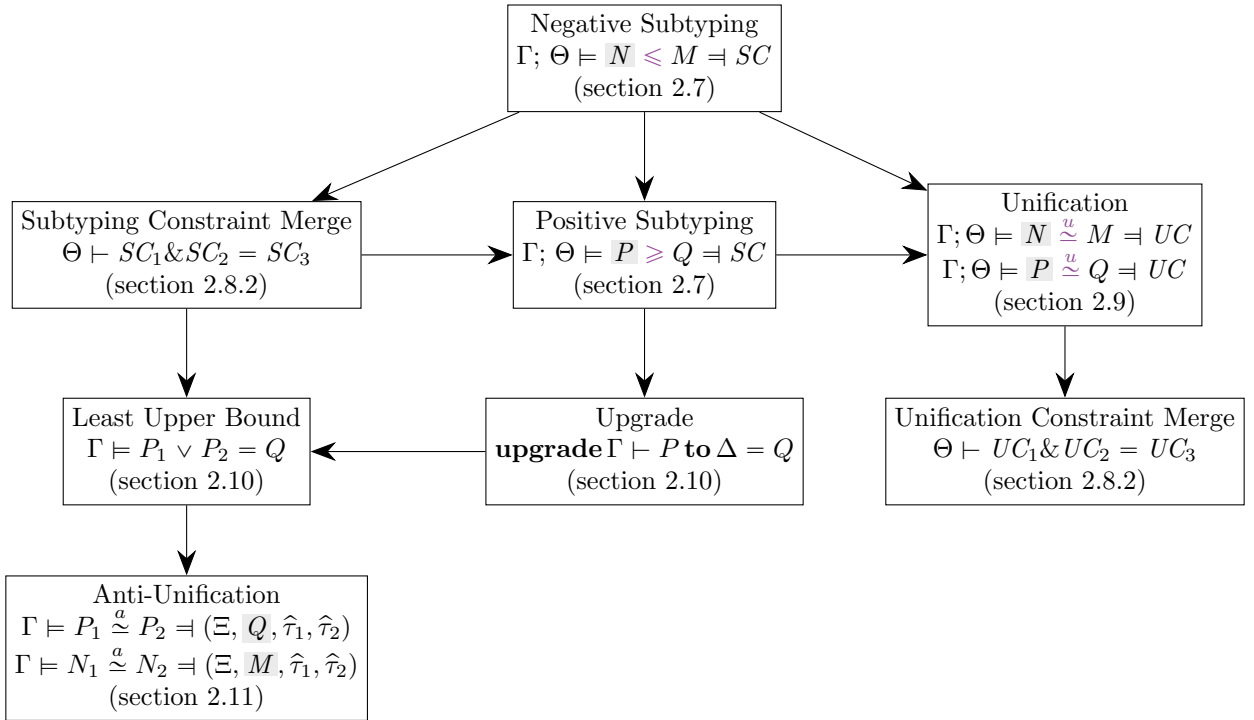 Negative Subtyping
Γ; Θ ⊨ N ⩽ M ⫤ SC
(section 2.7)
Subtyping Constraint Merge
Θ ⊢ SC₁&SC₂ = SC₃
(section 2.8.2)
Positive Subtyping
Γ; Θ ⊨ P ⩾ Q ⫤ SC
(section 2.7)
Unification
Γ; Θ ⊨ N ≃ᵘ M ⫤ UC
Γ; Θ ⊨ P ≃ᵘ Q ⫤ UC
(section 2.9)
Least Upper Bound
Γ ⊨ P₁ ∨ P₂ = Q
(section 2.10)
Upgrade
upgrade Γ ⊢ P to Δ = Q
(section 2.10)
Unification Constraint Merge
Θ ⊢ UC₁&UC₂ = UC₃
(section 2.8.2)
Anti-Unification
Γ ⊨ P₁ ≃ᵃ P₂ ⫤ (Ξ, Q, τ̂₁, τ̂₂)
Γ ⊨ N₁ ≃ᵃ N₂ ⫤ (Ξ, M, τ̂₁, τ̂₂)
(section 2.11)